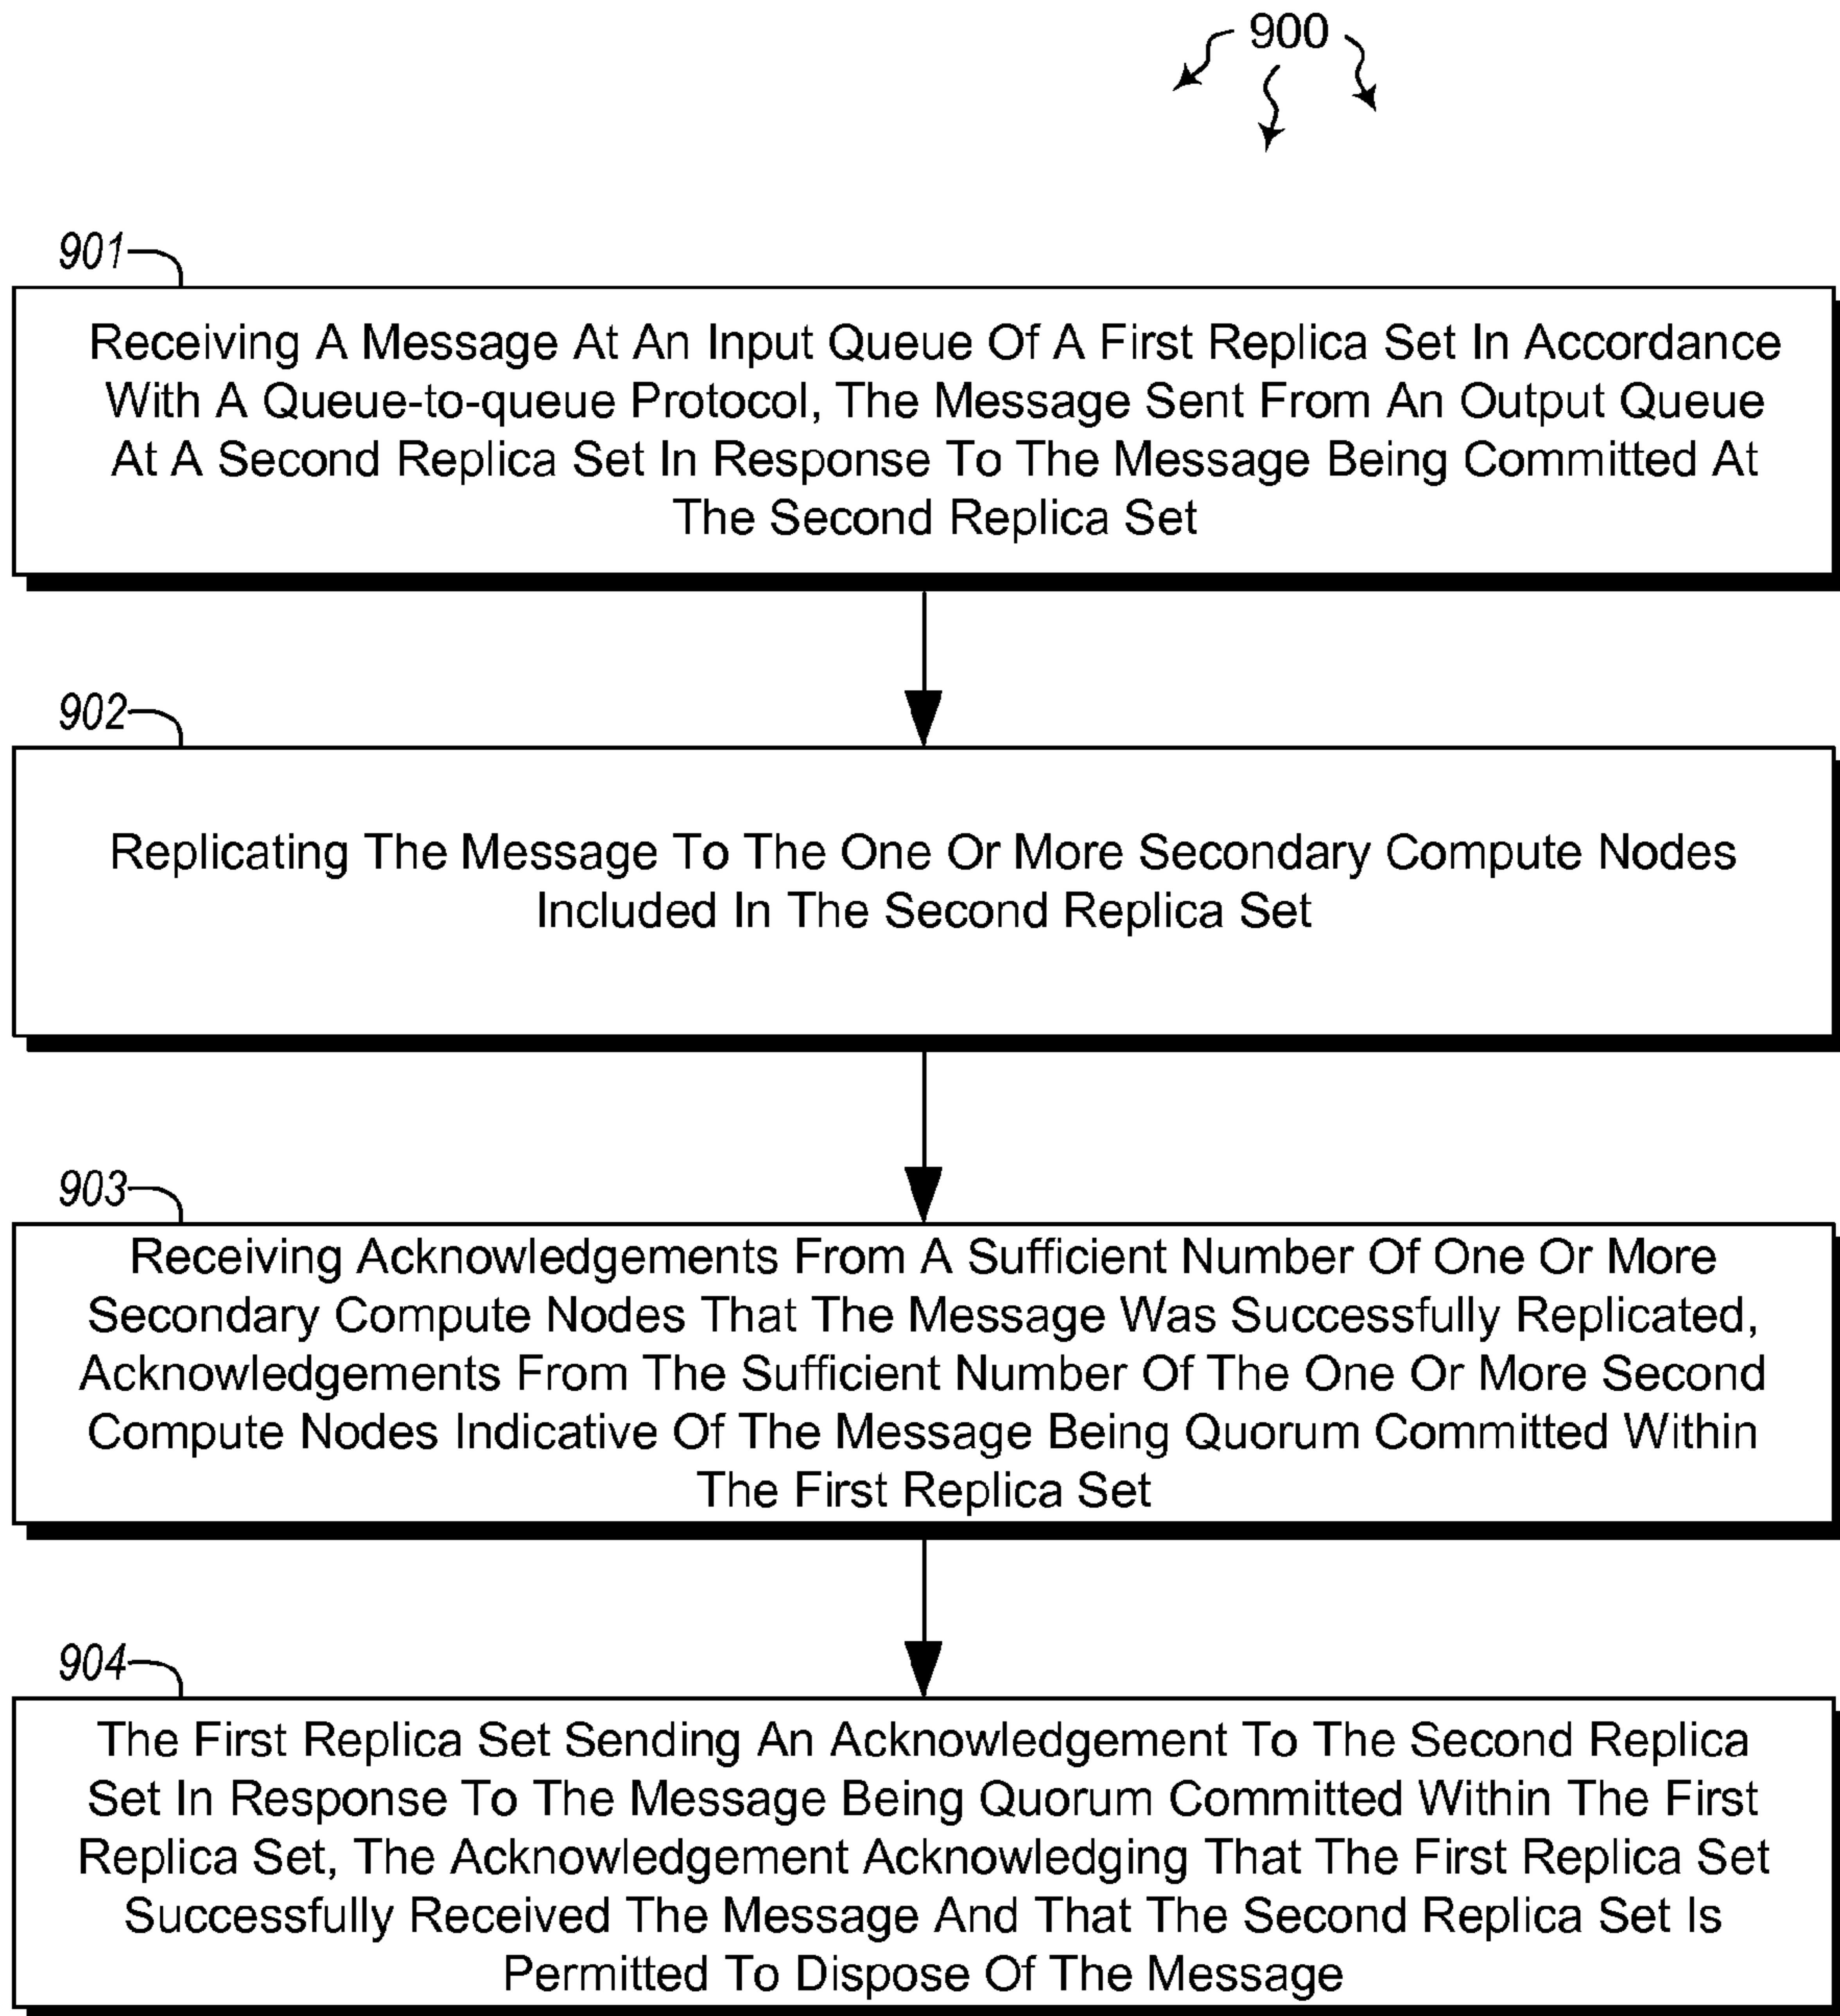 900
901
Receiving A Message At An Input Queue Of A First Replica Set In Accordance
With A Queue-to-queue Protocol, The Message Sent From An Output Queue
At A Second Replica Set In Response To The Message Being Committed At
The Second Replica Set
902
Replicating The Message To The One Or More Secondary Compute Nodes
Included In The Second Replica Set
903
Receiving Acknowledgements From A Sufficient Number Of One Or More
Secondary Compute Nodes That The Message Was Successfully Replicated,
Acknowledgements From The Sufficient Number Of The One Or More Second
Compute Nodes Indicative Of The Message Being Quorum Committed Within
The First Replica Set
904
The First Replica Set Sending An Acknowledgement To The Second Replica
Set In Response To The Message Being Quorum Committed Within The First
Replica Set, The Acknowledgement Acknowledging That The First Replica Set
Successfully Received The Message And That The Second Replica Set Is
Permitted To Dispose Of The Message